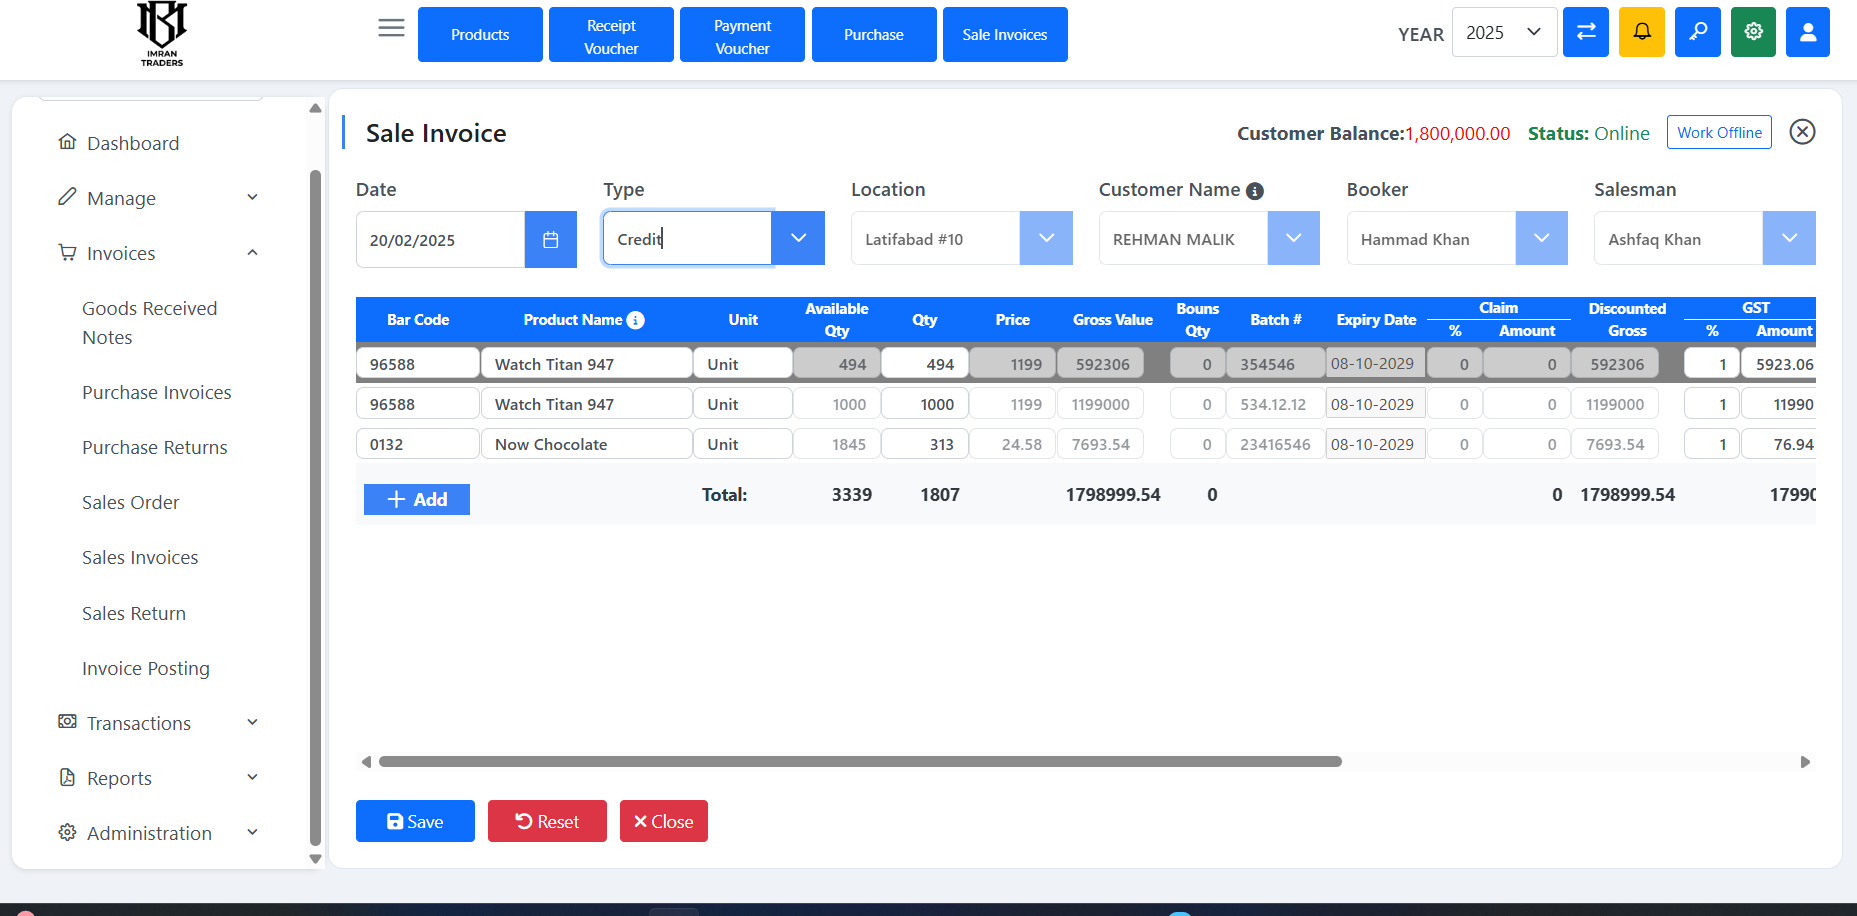 IMRAN
TRADERS
Products
Receipt
Voucher
Payment
Voucher
Purchase
Sale Invoices
YEAR
2025
Dashboard
Manage
Invoices
Goods Received
Notes
Purchase Invoices
Purchase Returns
Sales Order
Sales Invoices
Sales Return
Invoice Posting
Transactions
Reports
Administration
Sale Invoice
Customer Balance:1,800,000.00 Status: Online Work Offline
Date Type Location Customer Name Booker Salesman
20/02/2025 Credit Latifabad #10 REHMAN MALIK Hammad Khan Ashfaq Khan
Available Bouns Claim Discounted GST
Bar Code Product Name Unit Qty Qty Price Gross Value Qty Batch # Expiry Date % Amount Gross % Amount
96588 Watch Titan 947 Unit 494 494 1199 592306 0 354546 08-10-2029 0 0 592306 1 5923.06
96588 Watch Titan 947 Unit 1000 1000 1199 1199000 0 534.12.12 08-10-2029 0 0 1199000 1 11990
0132 Now Chocolate Unit 1845 313 24.58 7693.54 0 23416546 08-10-2029 0 0 7693.54 1 76.94
Add Total: 3339 1807 1798999.54 0 0 1798999.54 1799
Save Reset Close